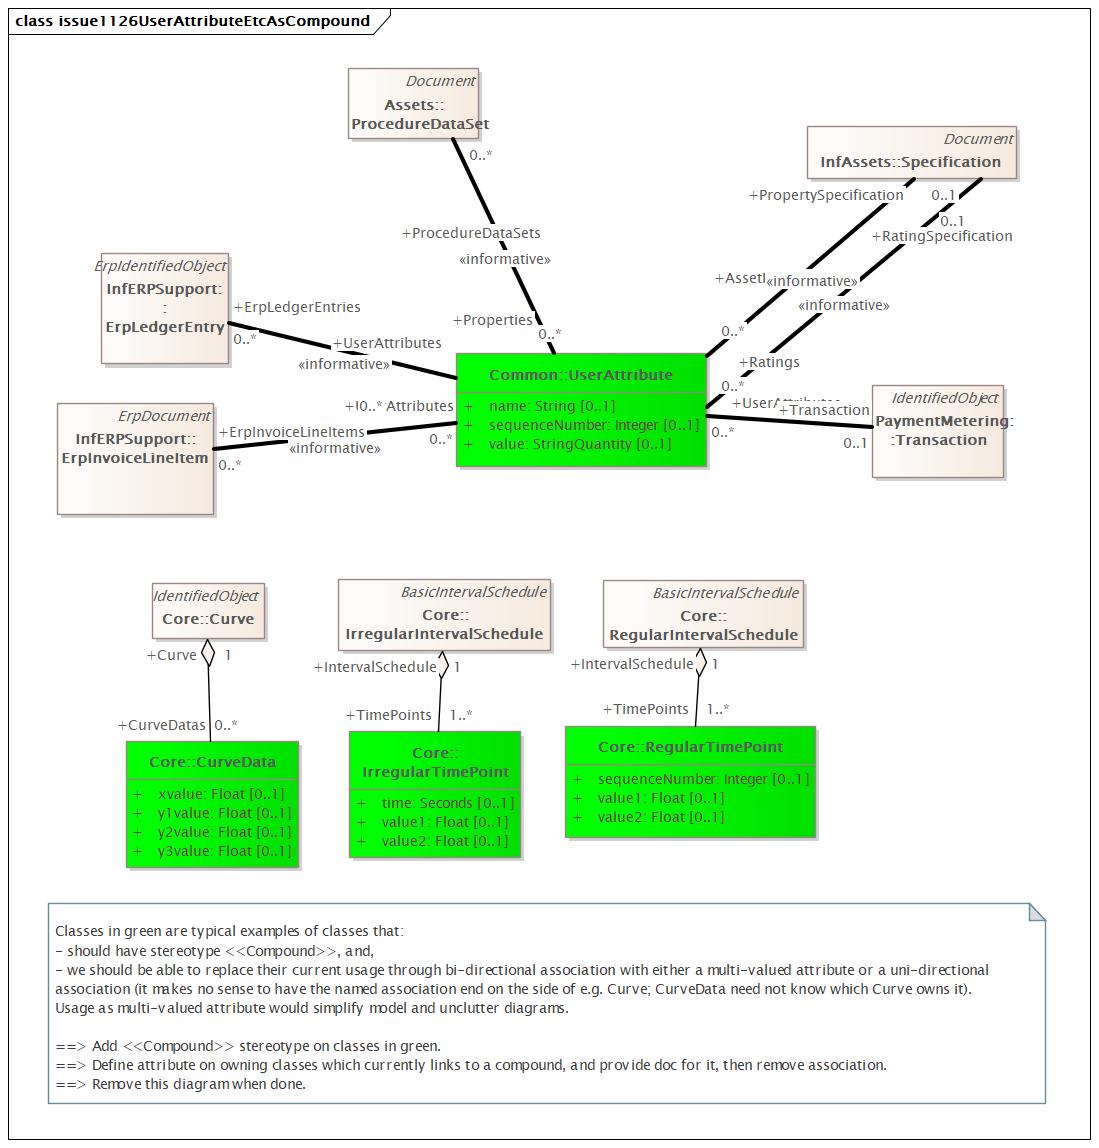 class issue1126UserAttributeEtcAsCompound
Document
Assets::
ProcedureDataSet
0..*
Document
InfAssets::Specification
+PropertySpecification
0..1
0..1
+RatingSpecification
+ProcedureDataSets
«informative»
ErpIdentifiedObject
InfERPSupport:
:
ErpLedgerEntry
+ErpLedgerEntries
0..*
«informative»
«informative»
+Properties
0..*
0..*
+UserAttributes
«informative»
+Ratings
0..*
Common::UserAttribute
+ name: String [0..1]
+ sequenceNumber: Integer [0..1]
+ value: StringQuantity [0..1]
IdentifiedObject
PaymentMetering:
:Transaction
+Transaction
0..*
0..1
ErpDocument
InfERPSupport::
ErpInvoiceLineItem
0..* Attributes
+ErpInvoiceLineItems
0..*
«informative»
0..*
IdentifiedObject
Core::Curve
+Curve
1
+CurveDatas
0..*
Core::CurveData
+ xvalue: Float [0..1]
+ y1value: Float [0..1]
+ y2value: Float [0..1]
+ y3value: Float [0..1]
BasicIntervalSchedule
Core::
IrregularIntervalSchedule
+IntervalSchedule
1
+TimePoints
1..*
Core::
IrregularTimePoint
+ time: Seconds [0..1]
+ value1: Float [0..1]
+ value2: Float [0..1]
BasicIntervalSchedule
Core::
RegularIntervalSchedule
+IntervalSchedule
1
+TimePoints
1..*
Core::RegularTimePoint
+ sequenceNumber: Integer [0..1]
+ value1: Float [0..1]
+ value2: Float [0..1]
Classes in green are typical examples of classes that:
- should have stereotype <<Compound>>, and,
- we should be able to replace their current usage through bi-directional association with either a multi-valued attribute or a uni-directional
association (it makes no sense to have the named association end on the side of e.g. Curve; CurveData need not know which Curve owns it).
Usage as multi-valued attribute would simplify model and unclutter diagrams.
==> Add <<Compound>> stereotype on classes in green.
==> Define attribute on owning classes which currently links to a compound, and provide doc for it, then remove association.
==> Remove this diagram when done.